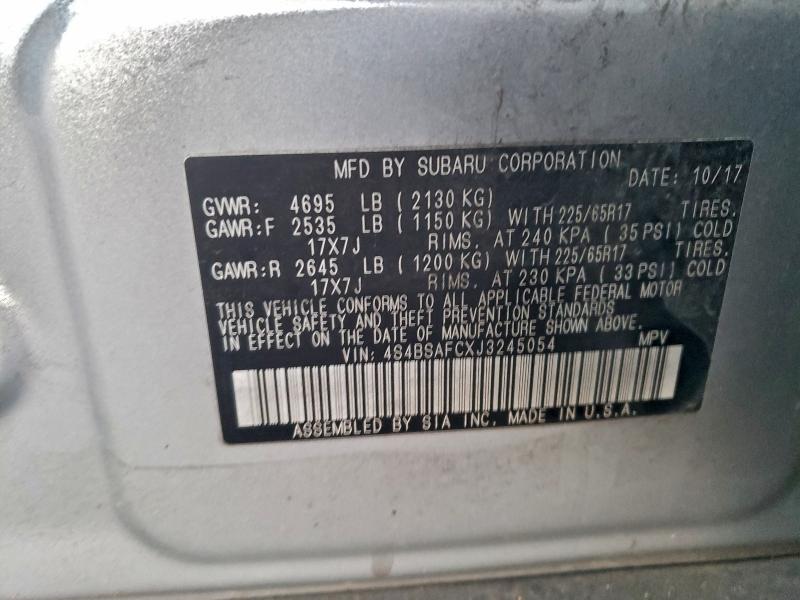 MFD BY SUBARU CORPORATION
DATE: 10/17
GVWR: 4695 LB ( 2130 KG)
GAWR:F 2535 LB ( 1150 KG) WITH 225/65R17 TIRES.
17X7J RIMS. AT 240 KPA ( 35 PSI) COLD
GAWR:R 2645 LB ( 1200 KG) WITH 225/65R17 TIRES.
17X7J RIMS. AT 230 KPA ( 33 PSI) COLD
THIS VEHICLE CONFORMS TO ALL APPLICABLE FEDERAL MOTOR
VEHICLE SAFETY AND THEFT PREVENTION STANDARDS
IN EFFECT ON THE DATE OF MANUFACTURE SHOWN ABOVE.
VIN: 4S4BSAFCXJ3245054 MPV
ASSEMBLED BY SIA INC. MADE IN U.S.A.